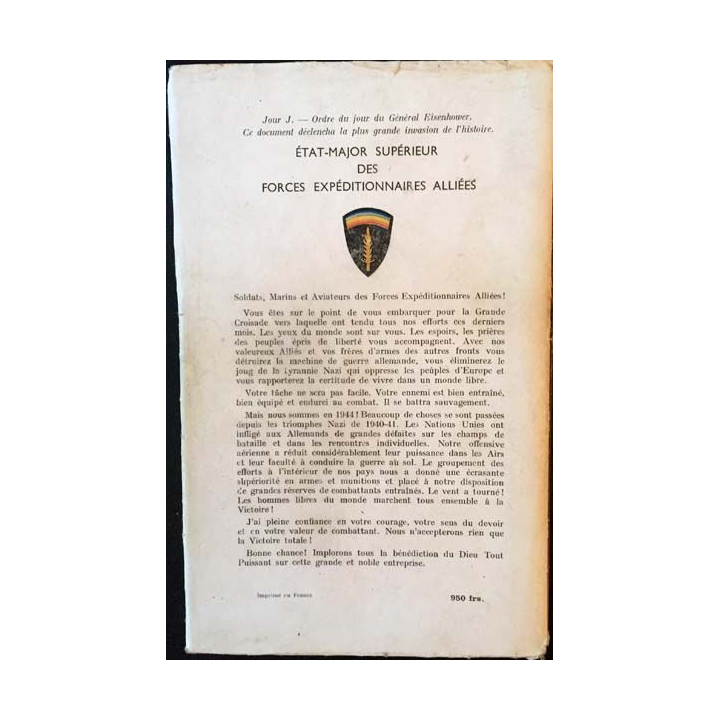 Jour J. — Ordre du jour du Général Eisenhower.
Ce document déclencha la plus grande invasion de l'histoire.
ÉTAT-MAJOR SUPÉRIEUR
DES
FORCES EXPÉDITIONNAIRES ALLIÉES
Soldats, Marins et Aviateurs des Forces Expéditionnaires Alliées!
Vous êtes sur le point de vous embarquer pour la Grande
Croisade vers laquelle ont tendu tous nos efforts ces derniers
mois. Les yeux du monde sont sur vous. Les espoirs, les prières
des peuples épris de liberté vous accompagnent. Avec nos
valeureux Alliés et vos frères d'armes des autres fronts vous
détruirez la machine de guerre allemande, vous éliminerez le
joug de la tyrannie Nazi qui oppresse les peuples d'Europe et
vous rapporterez la certitude de vivre dans un monde libre.
Votre tâche ne sera pas facile. Votre ennemi est bien entraîné,
bien équipé et endurci au combat. Il se battra sauvagement.
Mais nous sommes en 1944! Beaucoup de choses se sont passées
depuis les triomphes Nazi de 1940-41. Les Nations Unies ont
infligé aux Allemands de grandes défaites sur les champs de
bataille et dans les rencontres individuelles. Notre offensive
aérienne a réduit considérablement leur puissance dans les Airs
et leur faculté à conduire la guerre au sol. Le groupement des
efforts à l'intérieur de nos pays nous a donné une écrasante
supériorité en armes et munitions et placé à notre disposition
de grandes réserves de combattants entraînés. Le vent a tourné!
Les hommes libres du monde marchent tous ensemble à la
Victoire!
J'ai pleine confiance en votre courage, votre sens du devoir
et en votre valeur de combattant. Nous n'accepterons rien que
la Victoire totale!
Bonne chance! Implorons tous la bénédiction du Dieu Tout
Puissant sur cette grande et noble entreprise.
Imprimé en France
950 frs.